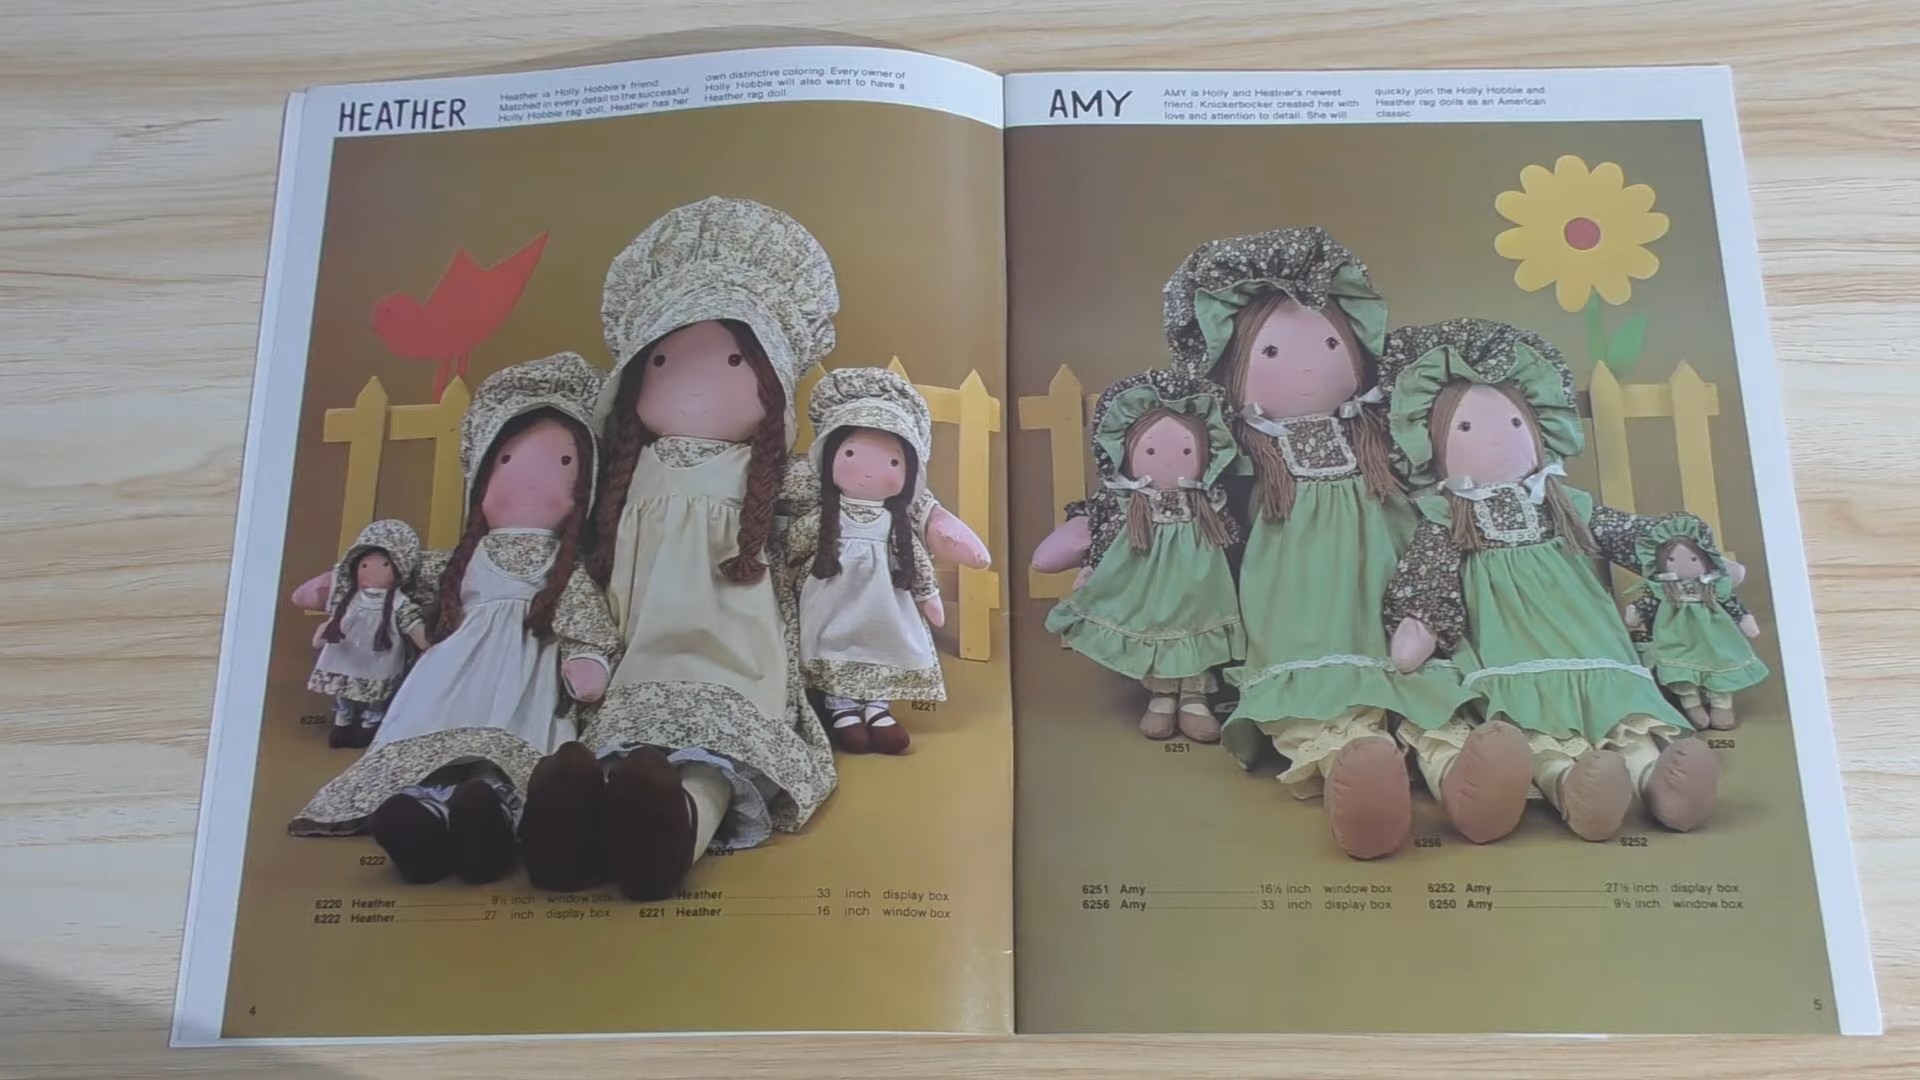 HEATHER
Heather is Holly Hobbie's friend.
Matched in every detail to the successful
Holly Hobbie rag doll, Heather has her
own distinctive coloring. Every owner of
Holly Hobbie will also want to have a
Heather rag doll.
6220
6221
6222
6220 Heather 9½ inch window box
6222 Heather 27 inch display box
Heather 33 inch display box
6221 Heather 16 inch window box
4
AMY
AMY is Holly and Heather's newest
friend. Knickerbocker created her with
love and attention to detail. She will
quickly join the Holly Hobbie and
Heather rag dolls as an American
classic.
6251
6250
6256
6252
6251 Amy 16½ inch window box
6256 Amy 33 inch display box
6252 Amy 27½ inch display box
6250 Amy 9½ inch window box
5